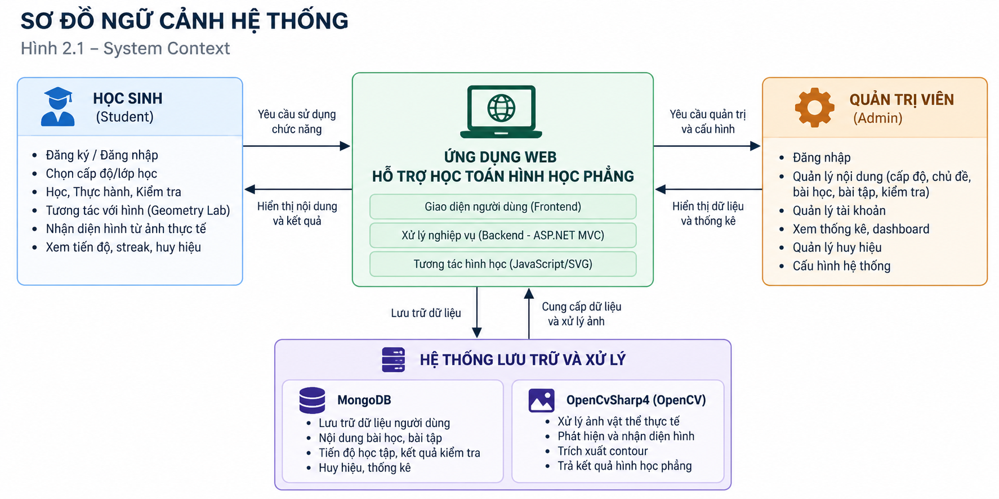 SƠ ĐỒ NGỮ CẢNH HỆ THỐNG
Hình 2.1 – System Context
HỌC SINH
(Student)
• Đăng ký / Đăng nhập
• Chọn cấp độ/lớp học
• Học, Thực hành, Kiểm tra
• Tương tác với hình (Geometry Lab)
• Nhận diện hình từ ảnh thực tế
• Xem tiến độ, streak, huy hiệu
Yêu cầu sử dụng
chức năng
Hiển thị nội dung
và kết quả
ỨNG DỤNG WEB
HỖ TRỢ HỌC TOÁN HÌNH HỌC PHẲNG
Giao diện người dùng (Frontend)
Xử lý nghiệp vụ (Backend - ASP.NET MVC)
Tương tác hình học (JavaScript/SVG)
Yêu cầu quản trị
và cấu hình
Hiển thị dữ liệu
và thống kê
QUẢN TRỊ VIÊN
(Admin)
• Đăng nhập
• Quản lý nội dung (cấp độ, chủ đề,
bài học, bài tập, kiểm tra)
• Quản lý tài khoản
• Xem thống kê, dashboard
• Quản lý huy hiệu
• Cấu hình hệ thống
Lưu trữ dữ liệu
Cung cấp dữ liệu
và xử lý ảnh
HỆ THỐNG LƯU TRỮ VÀ XỬ LÝ
MongoDB
• Lưu trữ dữ liệu người dùng
• Nội dung bài học, bài tập
• Tiến độ học tập, kết quả kiểm tra
• Huy hiệu, thống kê
OpenCvSharp4 (OpenCV)
• Xử lý ảnh vật thể thực tế
• Phát hiện và nhận diện hình
• Trích xuất contour
• Trả kết quả hình học phẳng